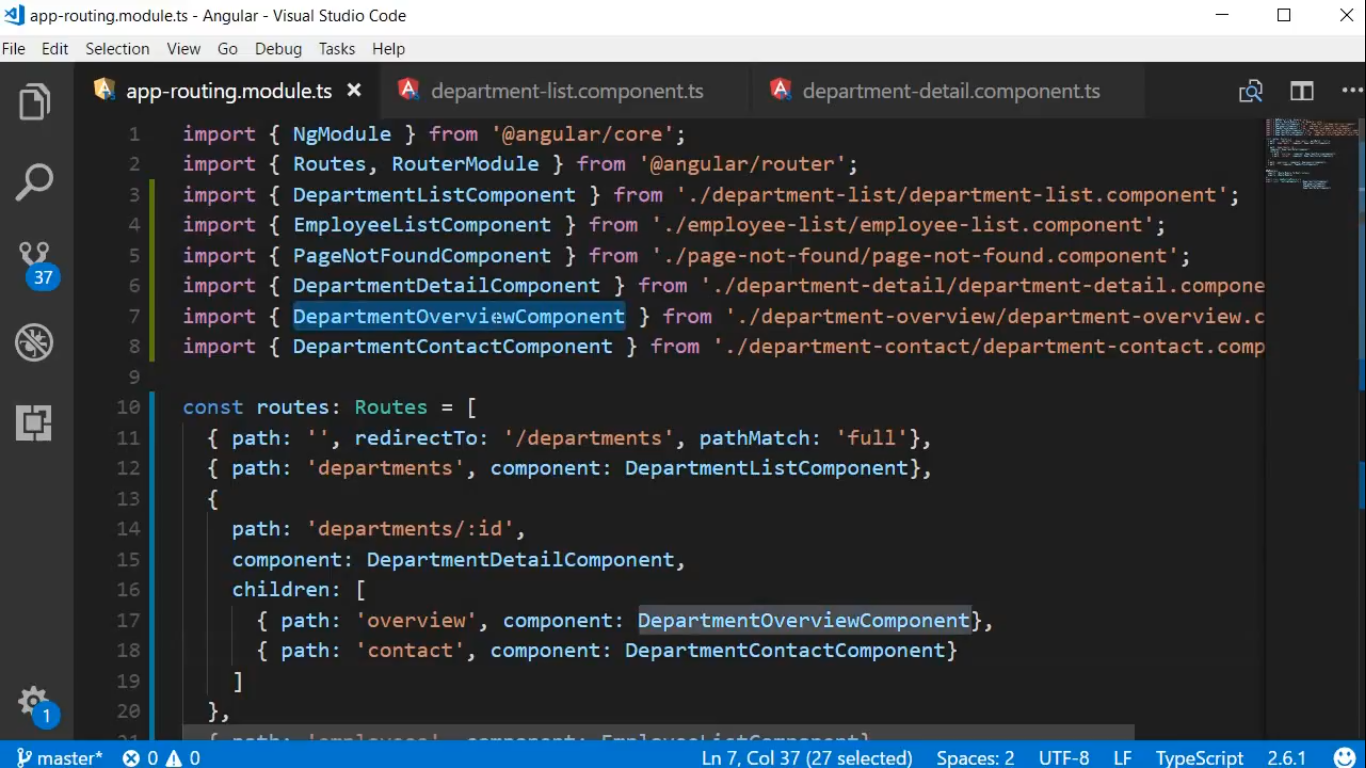 app-routing.module.ts - Angular - Visual Studio Code
File Edit Selection View Go Debug Tasks Help
app-routing.module.ts × department-list.component.ts department-detail.component.ts
1 import { NgModule } from '@angular/core';
2 import { Routes, RouterModule } from '@angular/router';
3 import { DepartmentListComponent } from './department-list/department-list.component';
4 import { EmployeeListComponent } from './employee-list/employee-list.component';
5 import { PageNotFoundComponent } from './page-not-found/page-not-found.component';
6 import { DepartmentDetailComponent } from './department-detail/department-detail.compone
7 import { DepartmentOverviewComponent } from './department-overview/department-overview.c
8 import { DepartmentContactComponent } from './department-contact/department-contact.comp
9
10 const routes: Routes = [
11 { path: '', redirectTo: '/departments', pathMatch: 'full'},
12 { path: 'departments', component: DepartmentListComponent},
13 {
14 path: 'departments/:id',
15 component: DepartmentDetailComponent,
16 children: [
17 { path: 'overview', component: DepartmentOverviewComponent},
18 { path: 'contact', component: DepartmentContactComponent}
19 ]
20 },
21 { path: 'employees', component: EmployeeListComponent}
37
1
master* 0 0 Ln 7, Col 37 (27 selected) Spaces: 2 UTF-8 LF TypeScript 2.6.1